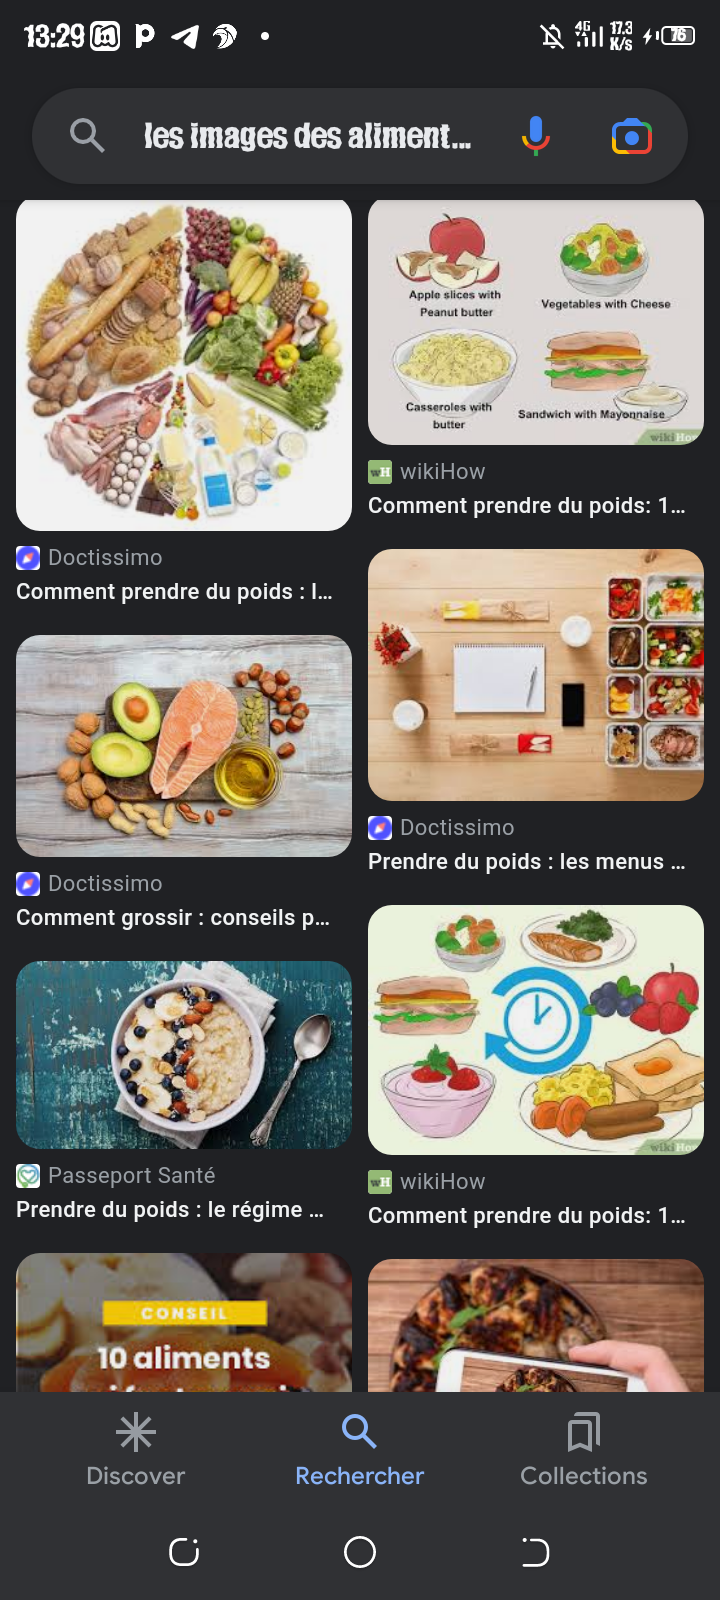 13:29
4G
17.3
K/s
76
les images des aliment...
Apple slices with
Peanut butter
Vegetables with Cheese
Casseroles with
butter
Sandwich with Mayonnaise
wikiHow
wH wikiHow
Comment prendre du poids: 1...
Doctissimo
Comment prendre du poids : l...
Doctissimo
Prendre du poids : les menus ...
Doctissimo
Comment grossir : conseils p...
wikiHow
wH wikiHow
Comment prendre du poids: 1...
Passeport Santé
Prendre du poids : le régime ...
CONSEIL
10 aliments
Discover
Rechercher
Collections